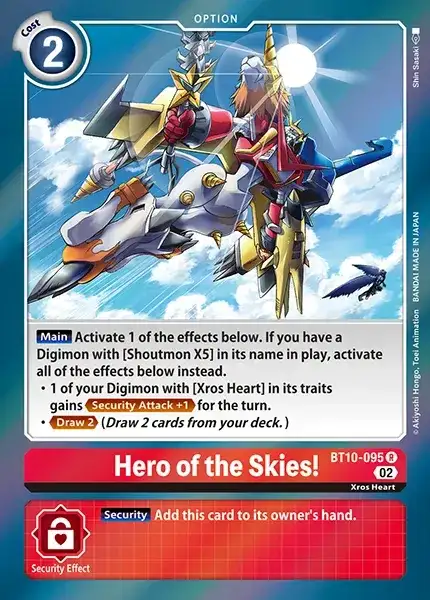 OPTION
Cost
2
Shin Sasaki
Main Activate 1 of the effects below. If you have a
Digimon with [Shoutmon X5] in its name in play, activate
all of the effects below instead.
• 1 of your Digimon with [Xros Heart] in its traits
gains Security Attack +1 for the turn.
• Draw 2 (Draw 2 cards from your deck.)
©Akiyoshi Hongo, Toei Animation BANDAI MADE IN JAPAN
Hero of the Skies!
BT10-095 R
02
Xros Heart
Security Add this card to its owner's hand.
Security Effect